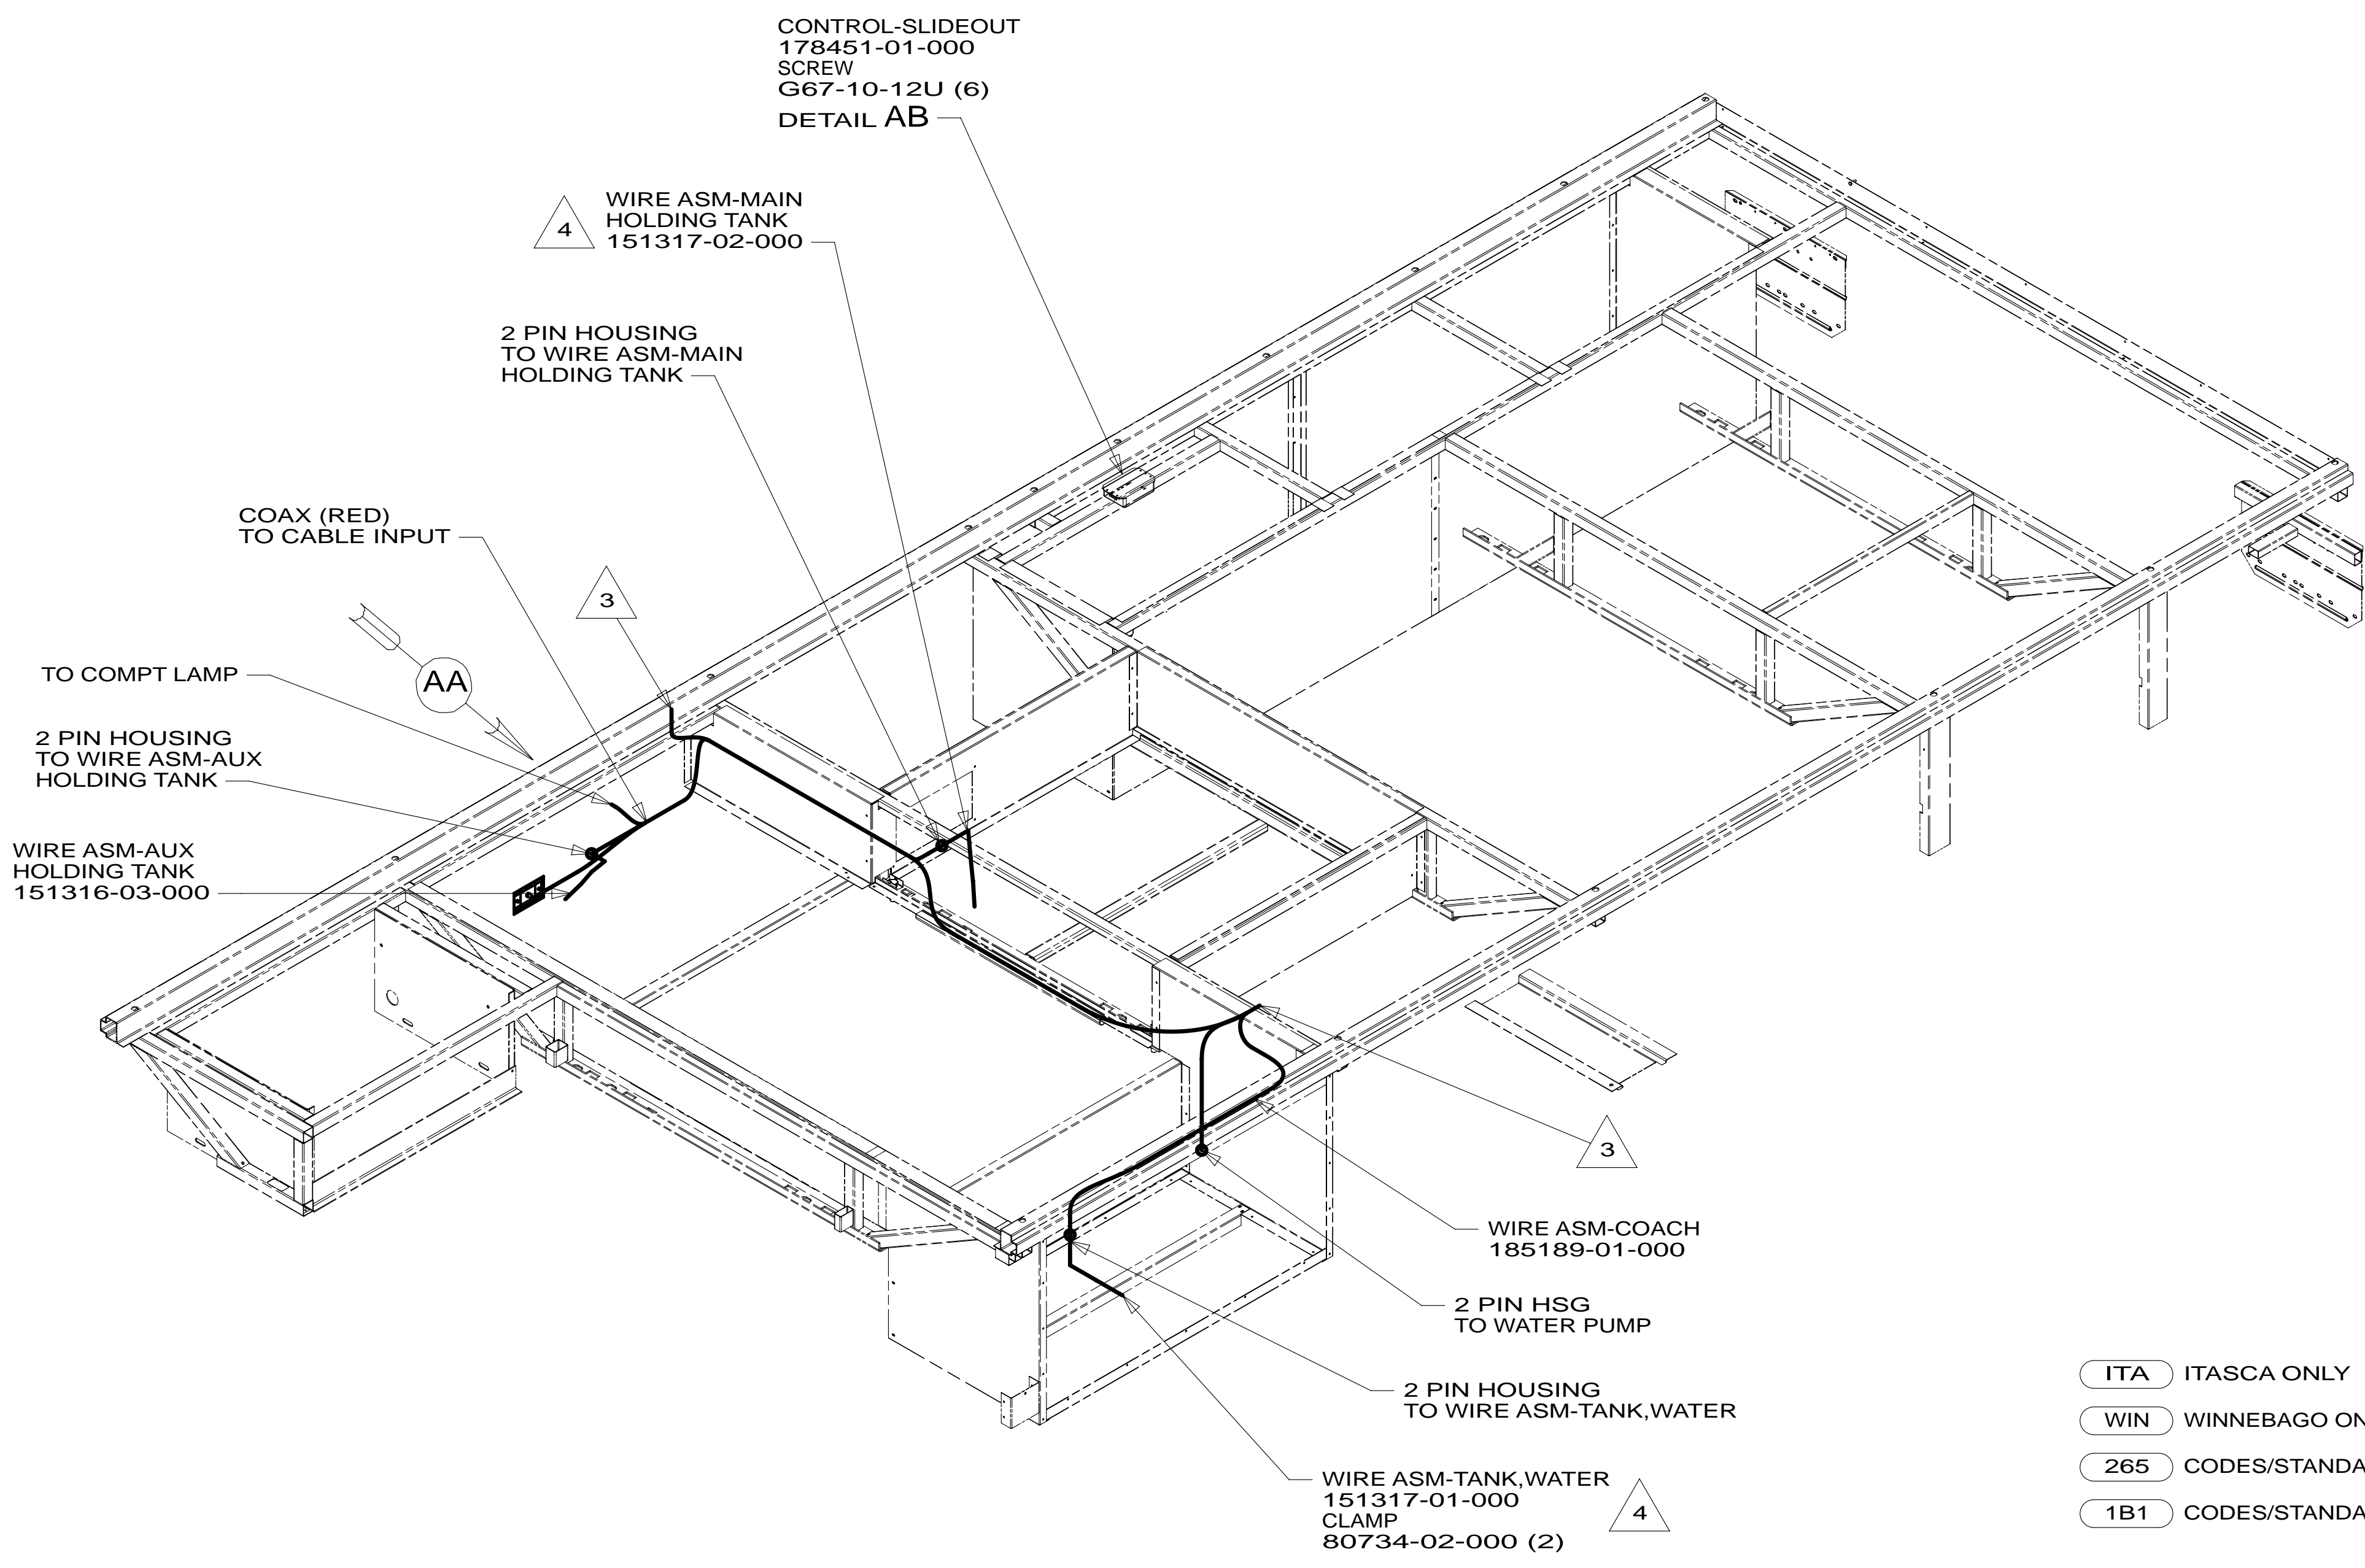 CONTROL-SLIDEOUT
178451-01-000
SCREW
G67-10-12U (6)
DETAIL AB
4
WIRE ASM-MAIN
HOLDING TANK
151317-02-000
2 PIN HOUSING
TO WIRE ASM-MAIN
HOLDING TANK
COAX (RED)
TO CABLE INPUT
3
AA
TO COMPT LAMP
2 PIN HOUSING
TO WIRE ASM-AUX
HOLDING TANK
WIRE ASM-AUX
HOLDING TANK
151316-03-000
3
WIRE ASM-COACH
185189-01-000
2 PIN HSG
TO WATER PUMP
2 PIN HOUSING
TO WIRE ASM-TANK,WATER
WIRE ASM-TANK,WATER
151317-01-000
CLAMP
80734-02-000 (2)
4
ITA ITASCA ONLY
WIN WINNEBAGO
265 CODES/
1B1 CODES/